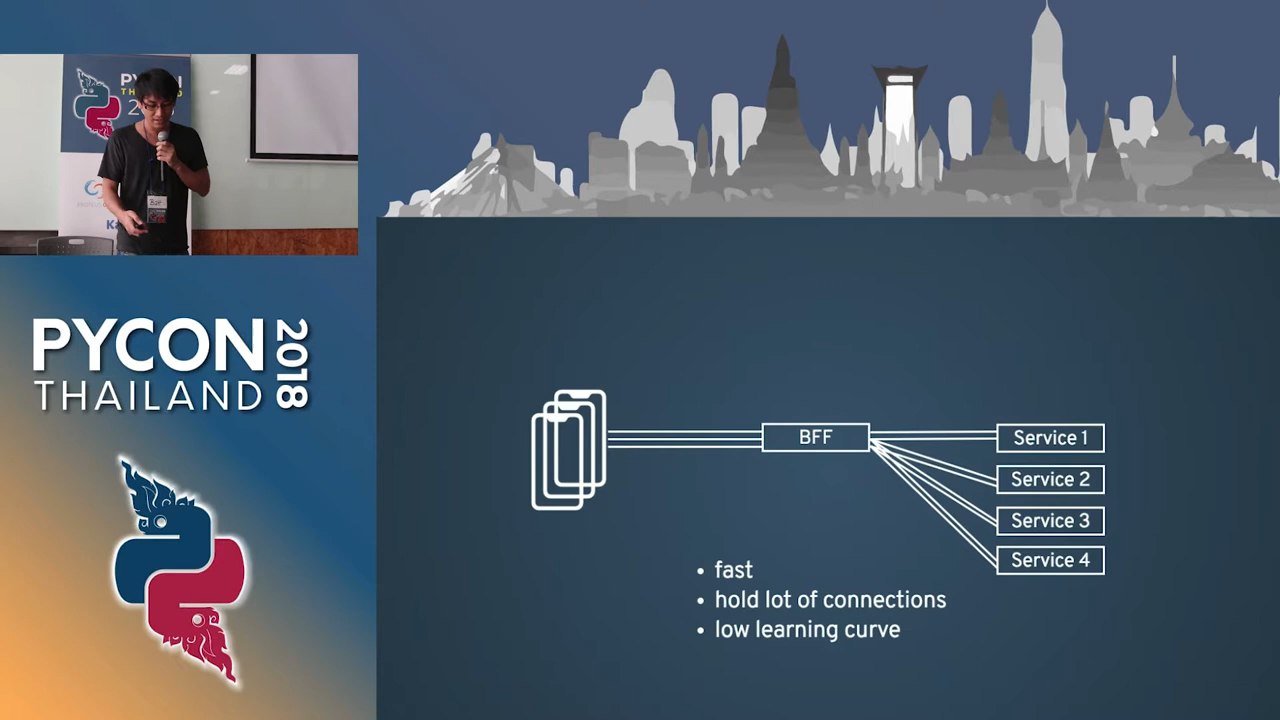 PYCON
THAILAND
2018
BFF
Service 1
Service 2
Service 3
Service 4
• fast
• hold lot of connections
• low learning curve